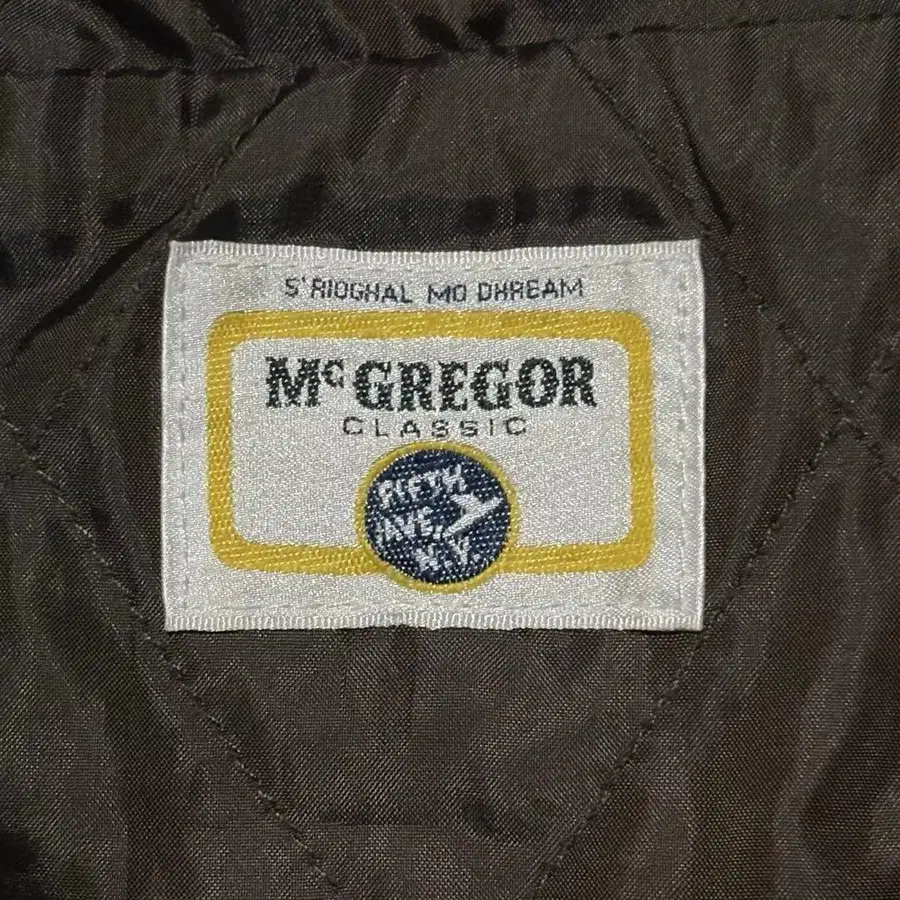 S' RIOGHAL MO DHREAM
McGREGOR
CLASSIC
FIFTH
AVE.,
N.Y.